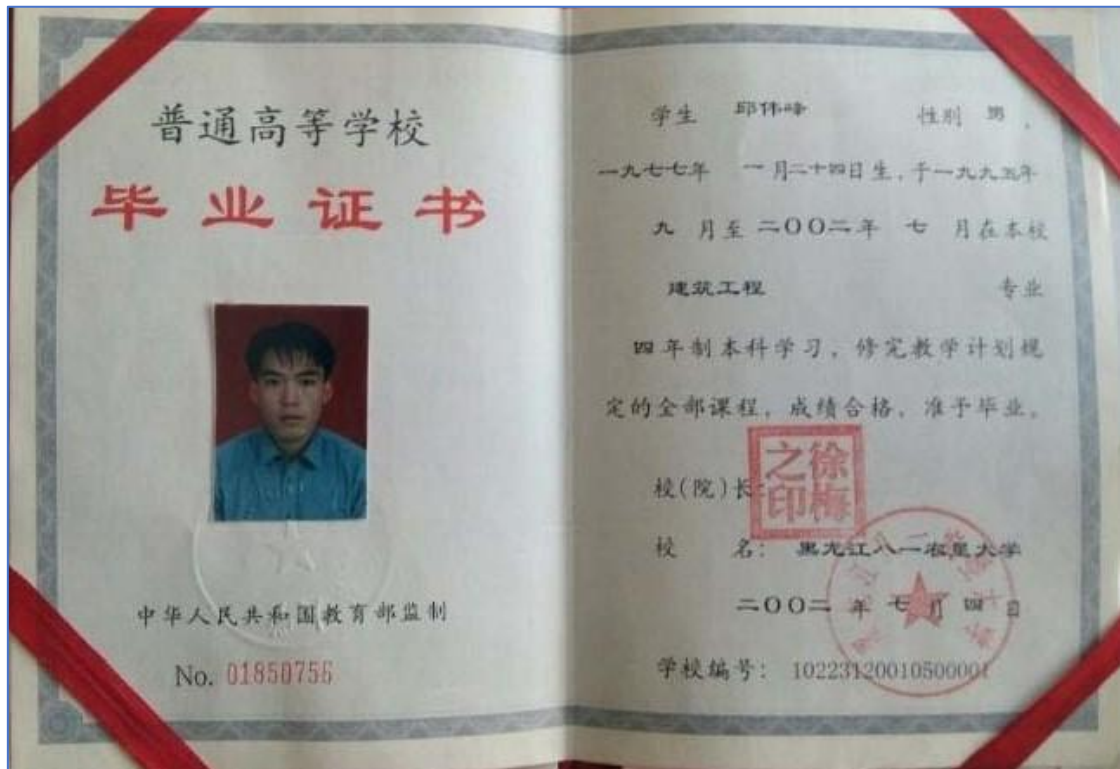 普通高等学校
毕业证书
中华人民共和国教育部监制
No. 01850756
学生 邱伟峰 性别 男，
一九七七年 一月二十四日生，于一九九五年
九 月至 二〇〇二年 七 月在本校
建筑工程 专业
四年制本科学习，修完教学计划规
定的全部课程，成绩合格，准予毕业。
校(院)长:
徐梅之印
校 名： 黑龙江八一农垦大学
二〇〇二 年 七 月 四 日
学校编号： 10223120010500001